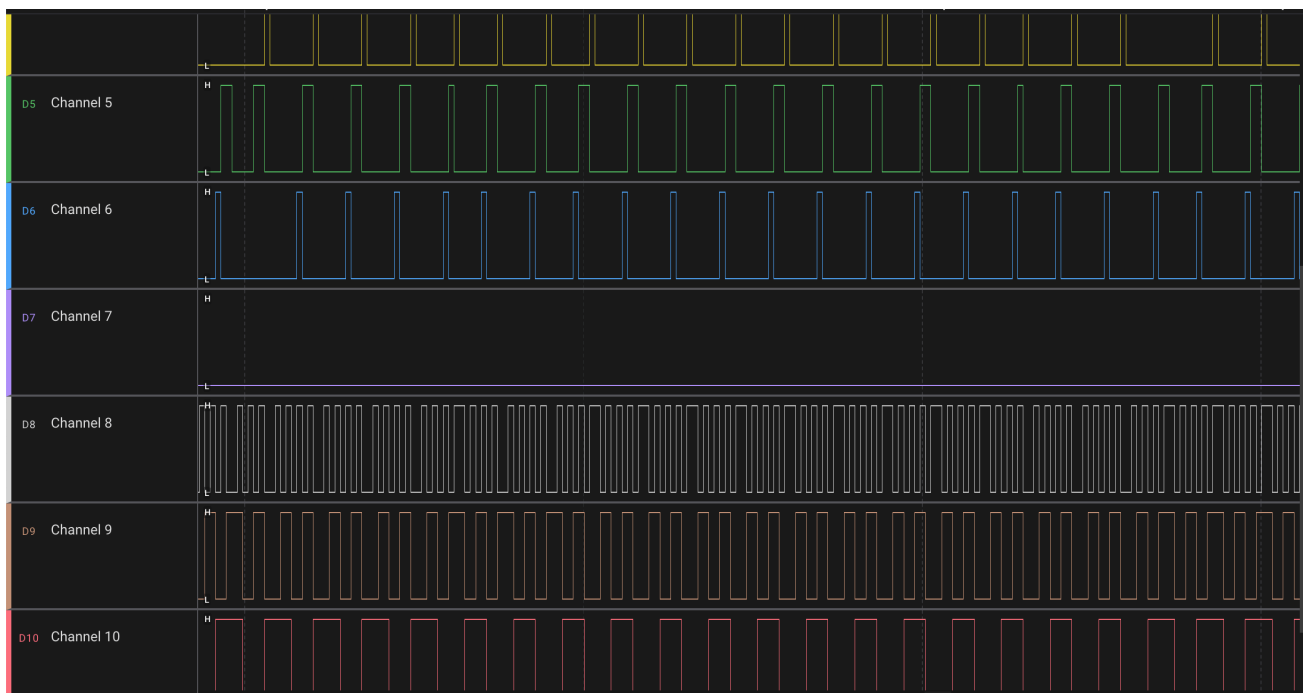 L
D5 Channel 5
H
L
D6 Channel 6
H
L
D7 Channel 7
H
L
D8 Channel 8
H
L
D9 Channel 9
H
L
D10 Channel 10
H